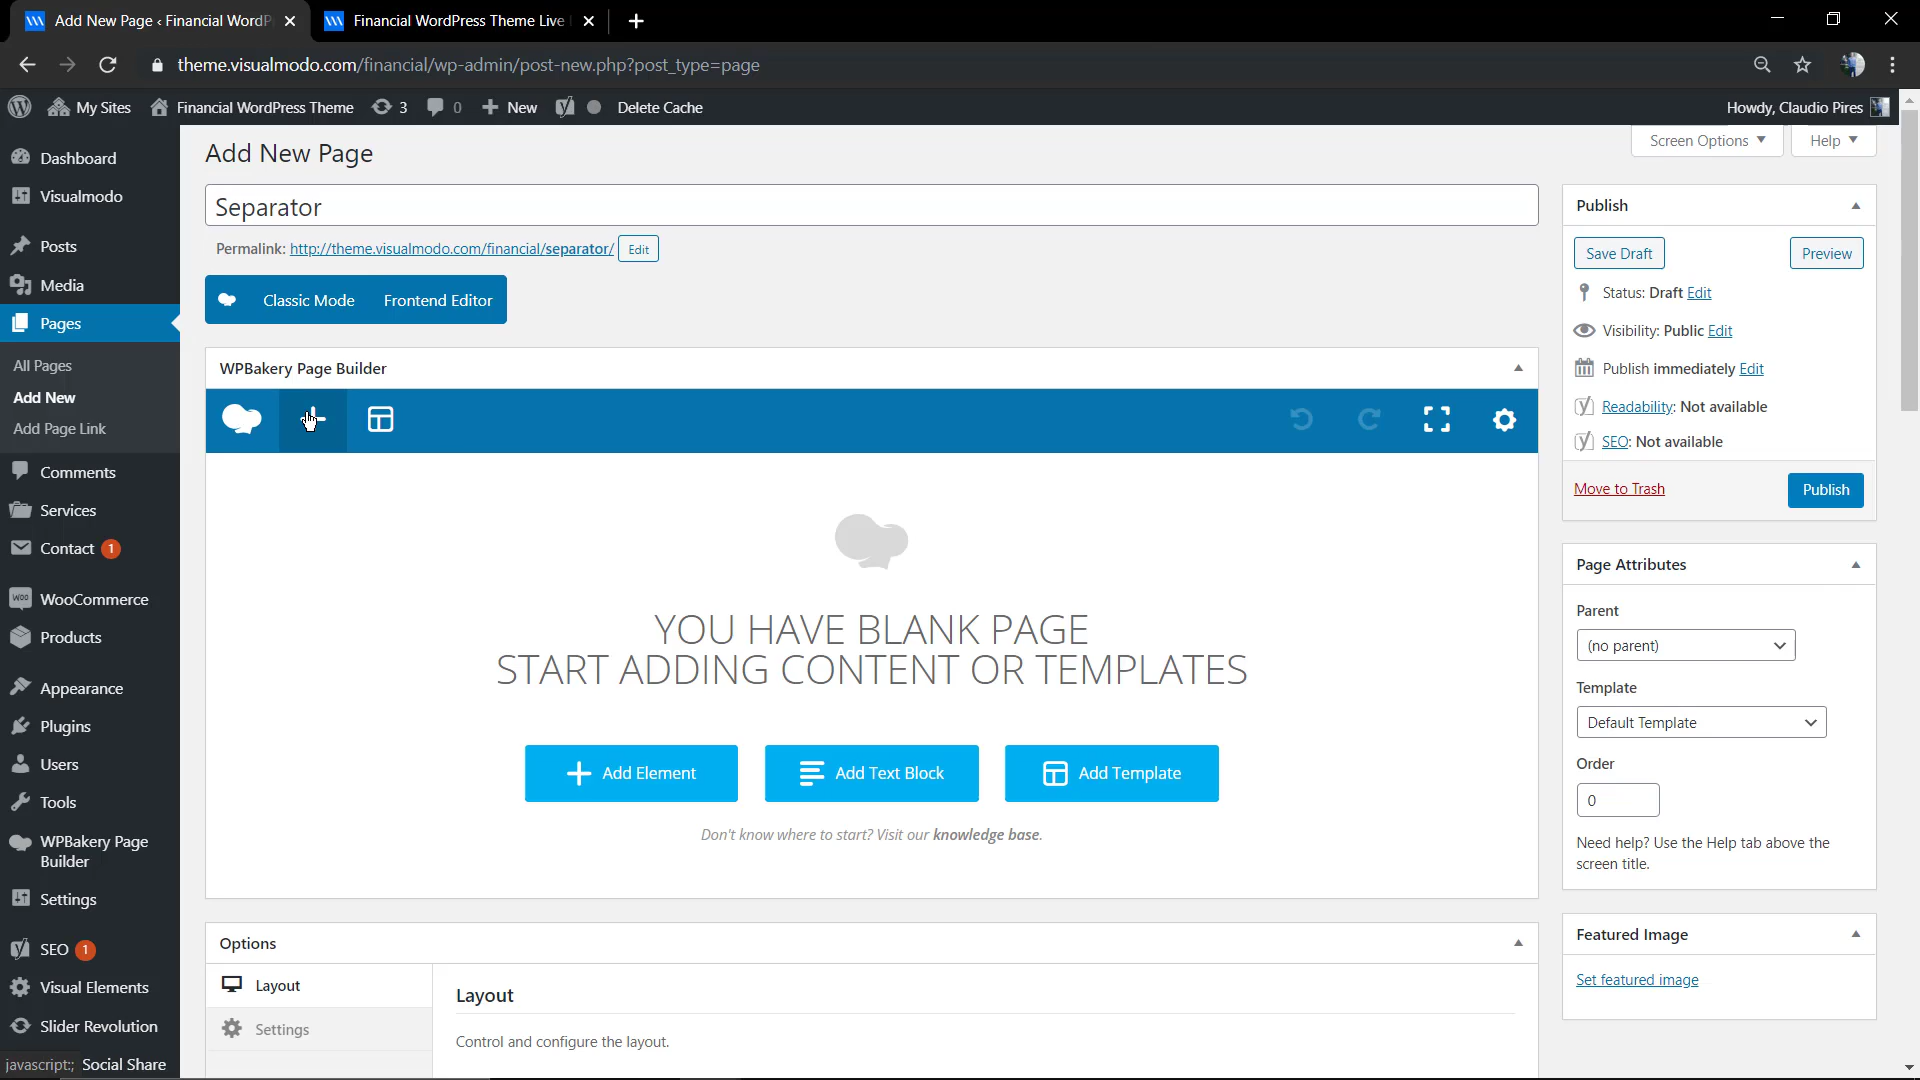 Add New Page ‹ Financial WordP
Financial WordPress Theme Live
theme.visualmodo.com/financial/wp-admin/post-new.php?post_type=page
My Sites
Financial WordPress Theme
3
0
New
Delete Cache
Howdy, Claudio Pires
Dashboard
Visualmodo
Posts
Media
Pages
All Pages
Add New
Add Page Link
Comments
Services
Contact 1
WooCommerce
Products
Appearance
Plugins
Users
Tools
WPBakery Page
Builder
Settings
SEO 1
Visual Elements
Slider Revolution
javascript:;
Social Share
Add New Page
Screen Options
Help
Separator
Permalink: http://theme.visualmodo.com/financial/separator/ Edit
Classic Mode
Frontend Editor
WPBakery Page Builder
YOU HAVE BLANK PAGE
START ADDING CONTENT OR TEMPLATES
Add Element
Add Text Block
Add Template
Don't know where to start? Visit our knowledge base.
Options
Layout
Settings
Layout
Control and configure the layout.
Publish
Save Draft
Preview
Status: Draft Edit
Visibility: Public Edit
Publish immediately Edit
Readability: Not available
SEO: Not available
Move to Trash
Publish
Page Attributes
Parent
(no parent)
Template
Default Template
Order
0
Need help? Use the Help tab above the
screen title.
Featured Image
Set featured image